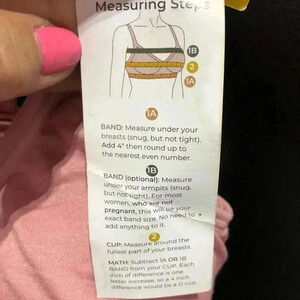 Measuring Steps
1B
2
1A
1A
BAND: Measure under your
breasts (snug, but not tight).
Add 4" then round up to
the nearest even number.
1B
BAND (optional): Measure
under your armpits (snug,
but not tight). For most
women, who are not
pregnant, this will be your
exact band size. No need to
add anything to it.
2
CUP: Measure around the
fullest part of your breasts.
MATH: Subtract 1A OR 1B
BAND from your CUP. Each
inch of difference is one
letter increase, so a 4 inch
difference would be a D cup.